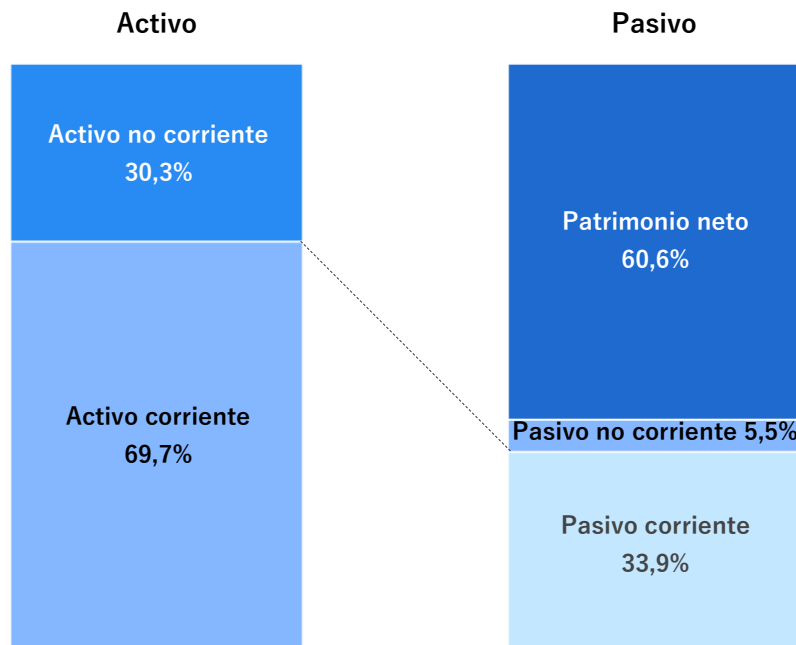 Activo
Activo no corriente
30,3%
Activo corriente
69,7%
Pasivo
Patrimonio neto
60,6%
Pasivo no corriente 5,5%
Pasivo corriente
33,9%